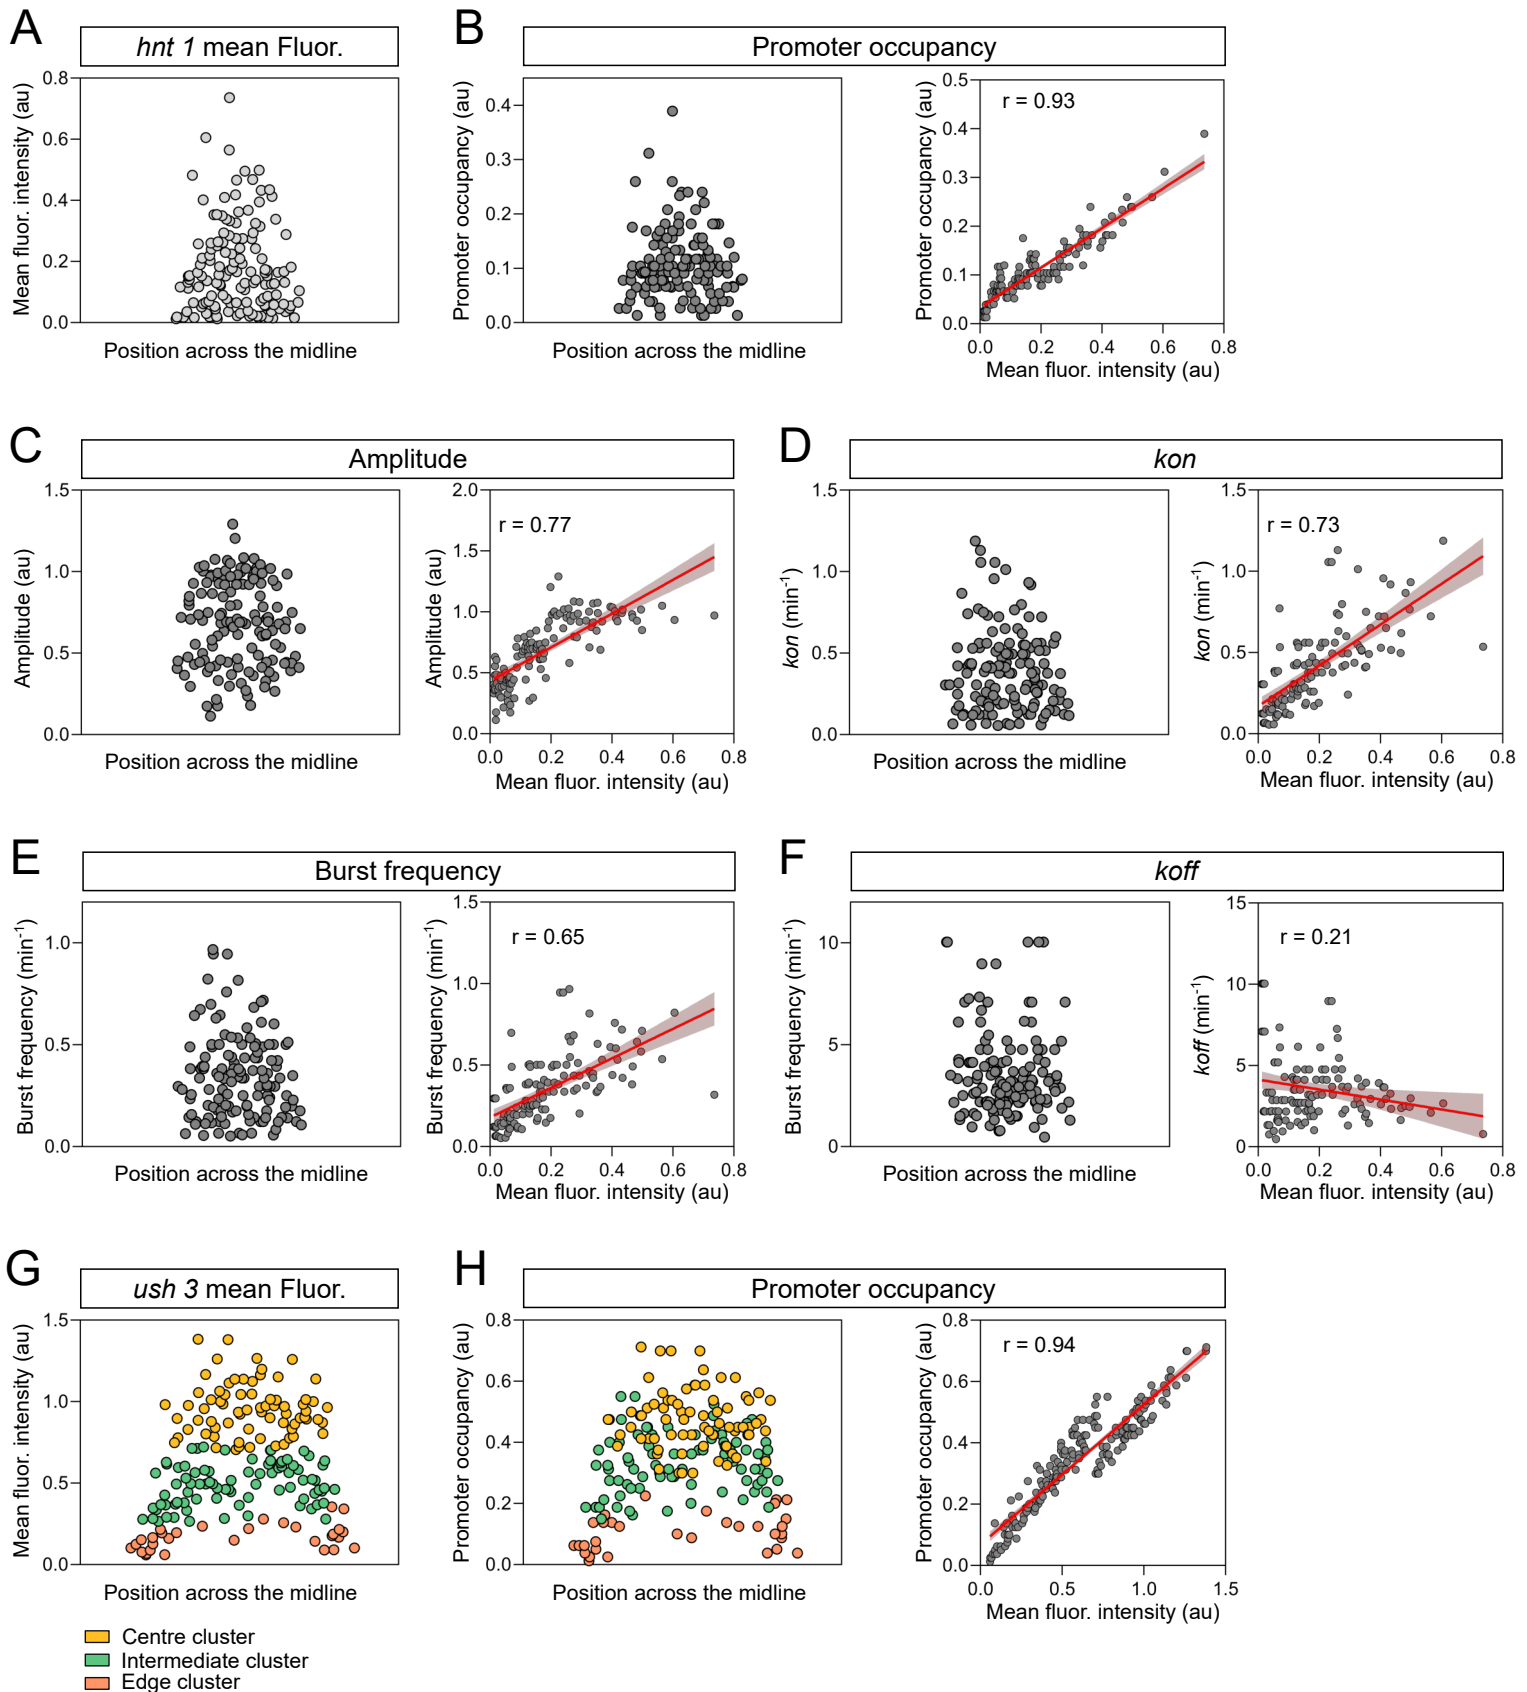 A
hnt 1 mean Fluor.
Mean fluor. intensity (au)
0.8
0.6
0.4
0.2
0.0
Position across the midline
B
Promoter occupancy
Promoter occupancy (au)
0.4
0.3
0.2
0.1
0.0
Position across the midline
Promoter occupancy (au)
0.5
0.4
0.3
0.2
0.1
0.0
r = 0.93
0.0 0.2 0.4 0.6 0.8
Mean fluor. intensity (au)
C
Amplitude
Amplitude (au)
1.5
1.0
0.5
0.0
Position across the midline
Amplitude (au)
2.0
1.5
1.0
0.5
0.0
r = 0.77
0.0 0.2 0.4 0.6 0.8
Mean fluor. intensity (au)
D
kon
kon (min-1)
1.5
1.0
0.5
0.0
Position across the midline
kon (min-1)
1.5
1.0
0.5
0.0
r = 0.73
0.0 0.2 0.4 0.6 0.8
Mean fluor. intensity (au)
E
Burst frequency
Burst frequency (min-1)
1.0
0.5
0.0
Position across the midline
Burst frequency (min-1)
1.5
1.0
0.5
0.0
r = 0.65
0.0 0.2 0.4 0.6 0.8
Mean fluor. intensity (au)
F
koff
Burst frequency (min-1)
10
5
0
Position across the midline
koff (min-1)
15
10
5
0
r = 0.21
0.0 0.2 0.4 0.6 0.8
Mean fluor. intensity (au)
G
ush 3 mean Fluor.
Mean fluor. intensity (au)
1.5
1.0
0.5
0.0
Position across the midline
H
Promoter occupancy
Promoter occupancy (au)
0.8
0.6
0.4
0.2
0.0
Position across the midline
Promoter occupancy (au)
0.8
0.6
0.4
0.2
0.0
r = 0.94
0.0 0.5 1.0 1.5
Mean fluor. intensity (au)
Centre cluster
Intermediate cluster
Edge cluster